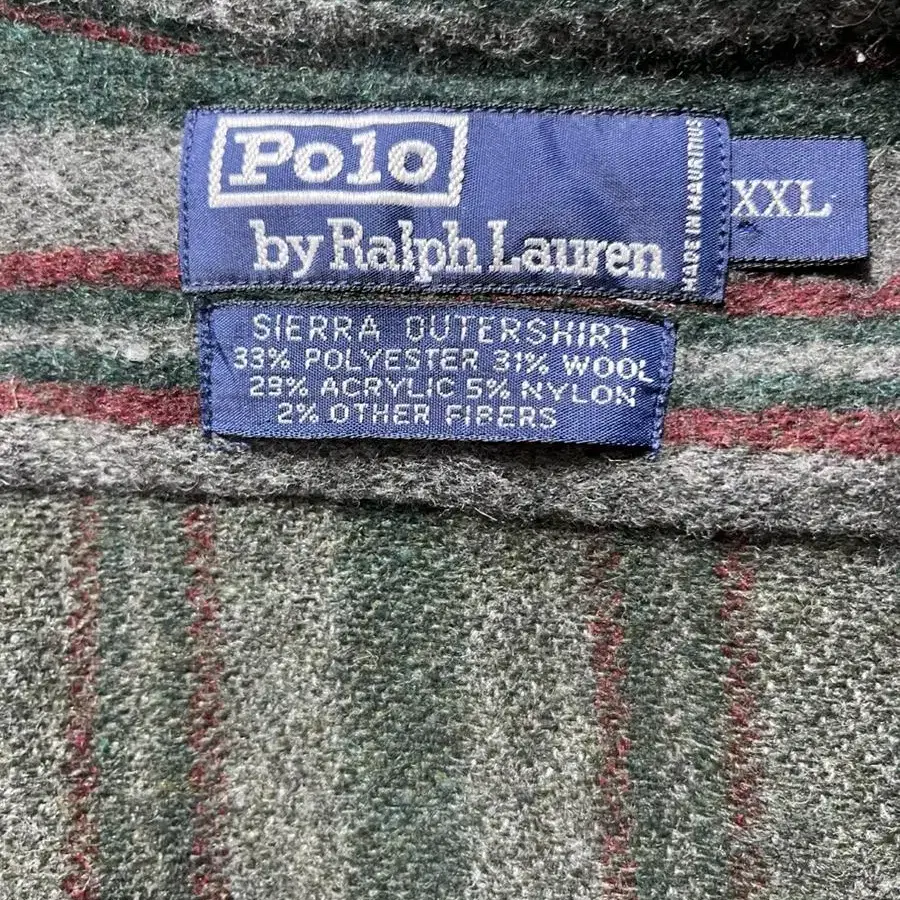 Polo
by Ralph Lauren
MADE IN MAURITIUS
XXL
SIERRA OUTERSHIRT
33% POLYESTER 31% WOOL
29% ACRYLIC 5% NYLON
2% OTHER FIBERS